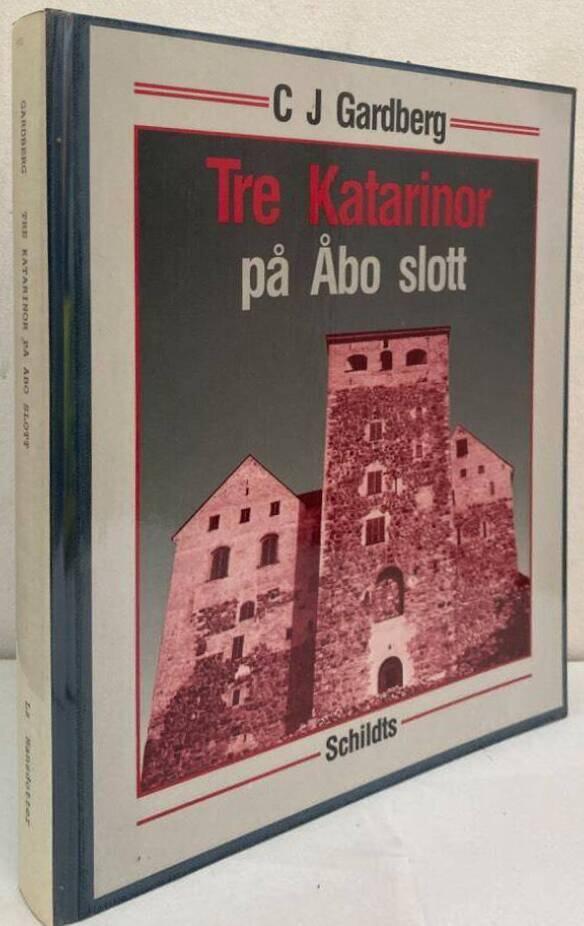 C J Gardberg
Tre Katarinor
på Åbo slott
Schildts
GARDBERG TRE KATARINOR PÅ ÅBO SLOTT